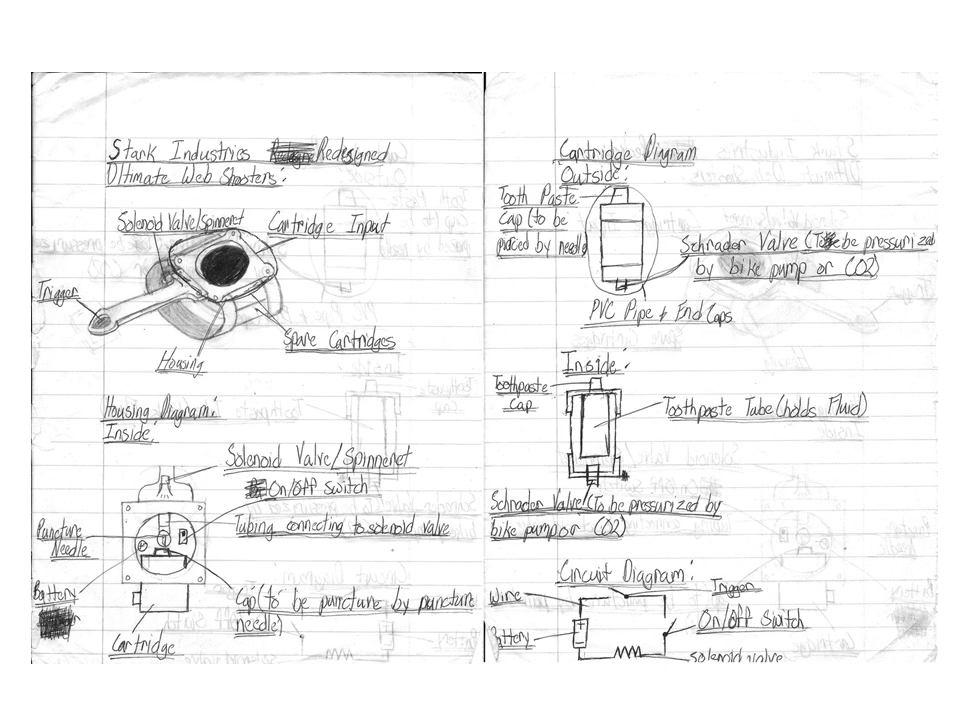 Stark Industries Redesigned
Ultimate Web Shooters:
Solenoid Valve/Spinneret
Cartridge Input
Trigger
Spare Cartridges
Housing
Housing Diagram:
Inside:
Solenoid Valve/Spinneret
On/Off Switch
Tubing connecting to solenoid valve
Puncture
Needle
Battery
Cap (to be puncture by puncture
needle)
Cartridge
Cartridge Diagram
Outside:
Tooth Paste
Cap (to be
by needle
Schrader Valve (To be pressurized
by bike pump or CO2)
PVC Pipe & End Caps
Inside:
Toothpaste
Cap
Toothpaste Tube (holds Fluid)
Schrader Valve (To be pressurized by
bike pump or CO2)
Circuit Diagram:
Trigger
Wire
On/Off Switch
Battery
solenoid valve